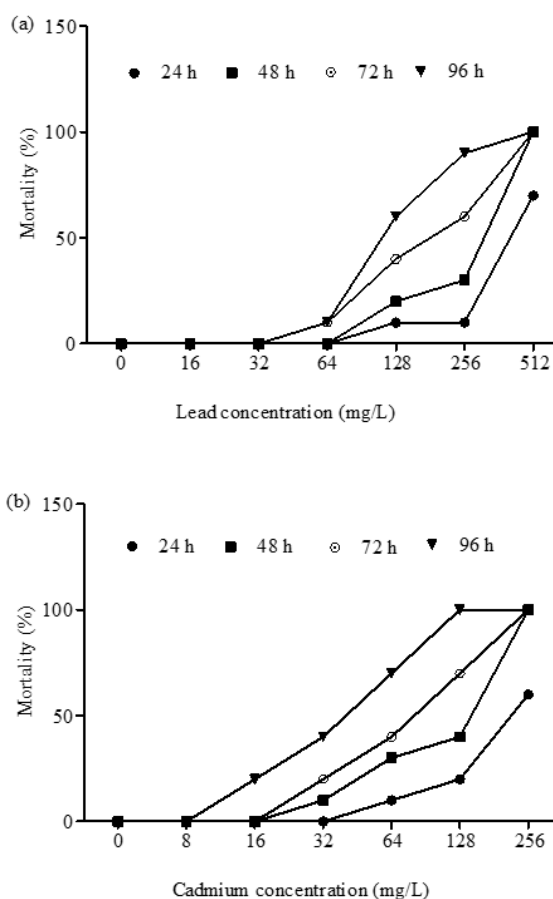 (a)
150
24 h 48 h 72 h 96 h
100
Mortality (%)
50
0
0 16 32 64 128 256 512
Lead concentration (mg/L)
(b)
150
24 h 48 h 72 h 96 h
100
Mortality (%)
50
0
0 8 16 32 64 128 256
Cadmium concentration (mg/L)